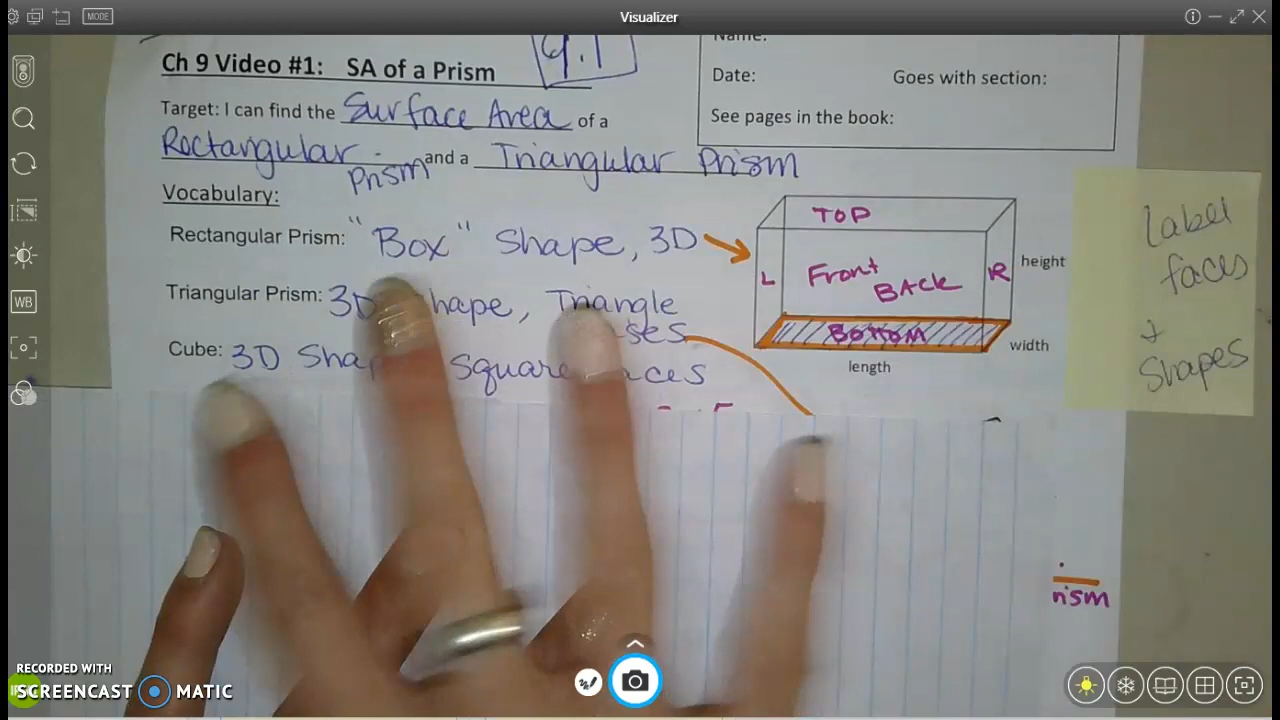 MODE
Visualizer
9.1
Ch 9 Video #1: SA of a Prism
Name:
Date: Goes with section:
See pages in the book:
Target: I can find the Surface Area of a
Rectangular Prism and a Triangular Prism
Vocabulary:
Rectangular Prism: "Box" Shape, 3D
Triangular Prism: 3D Shape, Triangle
Cube: 3D square
TOP
L Front BACK R height
BOTTOM width
length
label
faces
+
Shapes
WB
RECORDED WITH
SCREENCAST MATIC